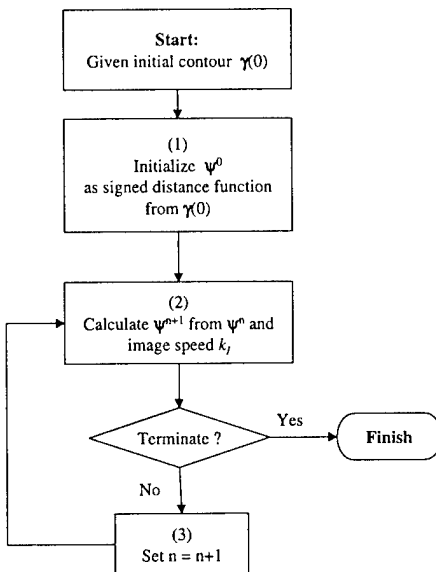 Start:
Given initial contour γ(0)
(1)
Initialize ψ⁰
as signed distance function
from γ(0)
(2)
Calculate ψⁿ⁺¹ from ψⁿ and
image speed k_I
Terminate ?
Yes
Finish
No
(3)
Set n = n+1